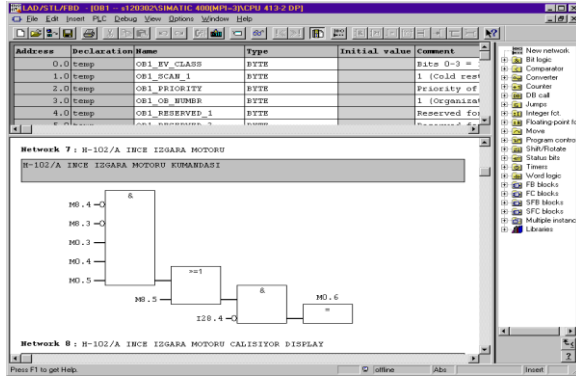 LAD/STL/FBD - [OB1 -- s120302\SIMATIC 400(MPI=3)\CPU 413-2 DP]
File Edit Insert PLC Debug View Options Window Help
Address Declaration Name Type Initial value Comment
0.0 temp OB1_EV_CLASS BYTE Bits 0-3 =
1.0 temp OB1_SCAN_1 BYTE 1 (Cold rest
2.0 temp OB1_PRIORITY BYTE Priority of
3.0 temp OB1_OB_NUMBR BYTE 1 (Organizat
4.0 temp OB1_RESERVED_1 BYTE Reserved for
Network 7 : H-102/A INCE IZGARA MOTORU
H-102/A INCE IZGARA MOTORU KUMANDASI
&
M8.4
M8.3
M0.3
M0.4
M0.5
>=1
M8.5
&
I28.4
M0.6
=
Network 8 : H-102/A INCE IZGARA MOTORU CALISIYOR DISPLAY
New network
Bit logic
Comparator
Converter
Counter
DB call
Jumps
Integer fct.
Floating-point fc
Move
Program contro
Shift/Rotate
Status bits
Timers
Word logic
FB blocks
FC blocks
SFB blocks
SFC blocks
Multiple instanc
Libraries
Press F1 to get Help.
offline
Abs
Insert